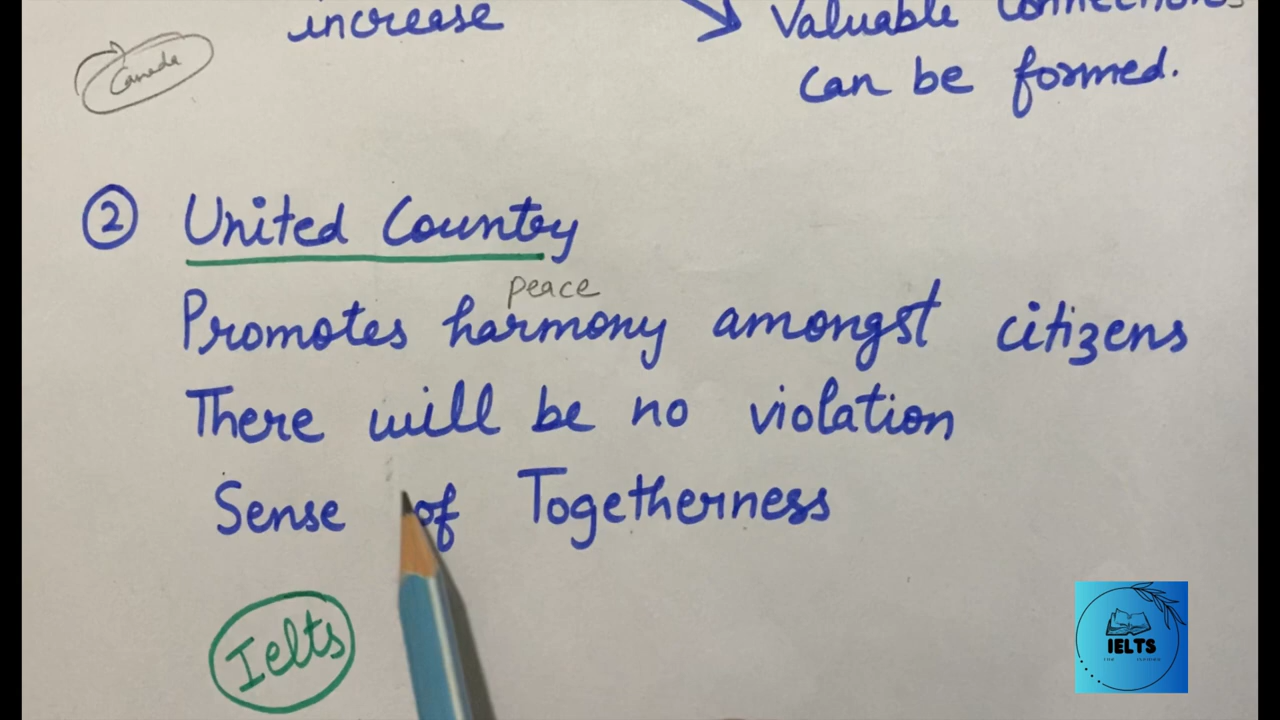 increase
Valuable connections
can be formed.
Canada
② United Country
peace
Promotes harmony amongst citizens
There will be no violation
Sense of Togetherness
Ielts
IELTS